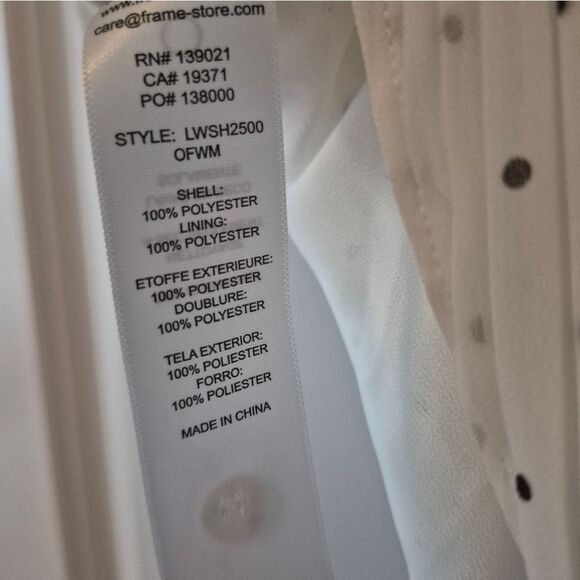 care@frame-store.com
RN# 139021
CA# 19371
PO# 138000
STYLE: LWSH2500
OFWM
SHELL:
100% POLYESTER
LINING:
100% POLYESTER
ETOFFE EXTERIEURE:
100% POLYESTER
DOUBLURE:
100% POLYESTER
TELA EXTERIOR:
100% POLIESTER
FORRO:
100% POLIESTER
MADE IN CHINA